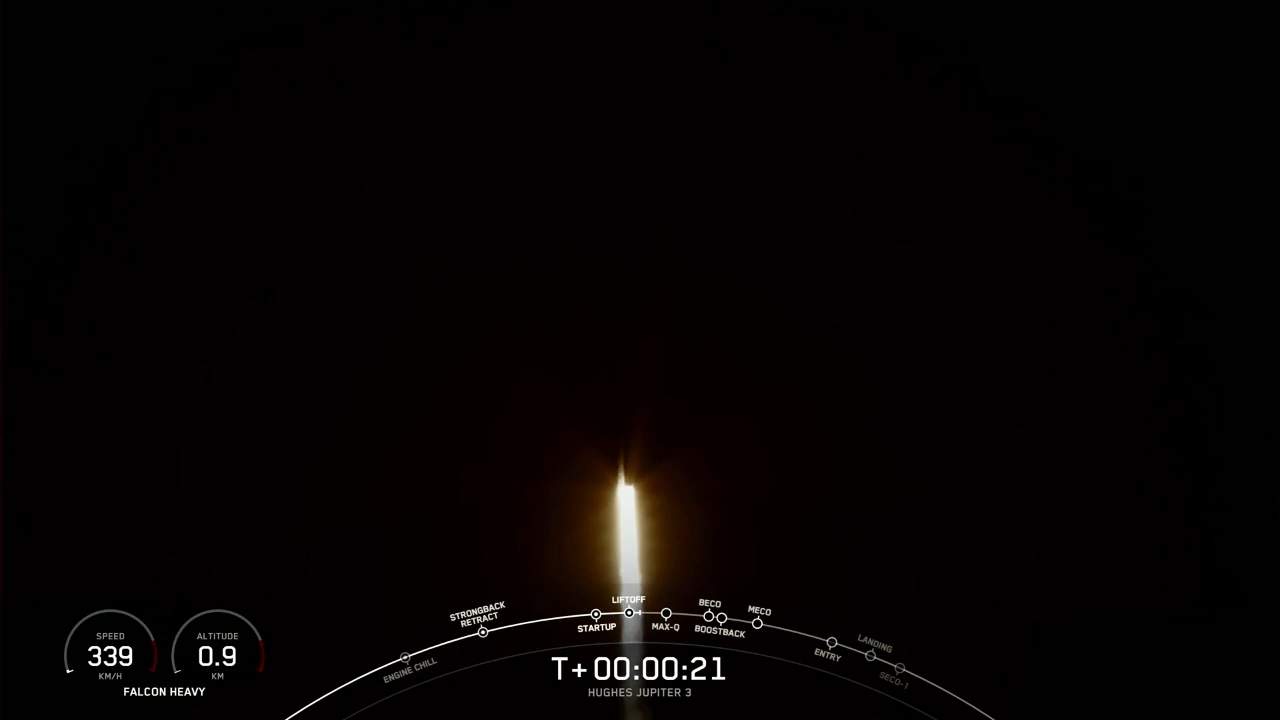 STRONGBACK
RETRACT
LIFTOFF
BECO
MECO
STARTUP
MAX-Q
BOOSTBACK
ENGINE CHILL
ENTRY
LANDING
SECO-1
SPEED
339
KM/H
ALTITUDE
0.9
KM
FALCON HEAVY
T+00:00:21
HUGHES JUPITER 3